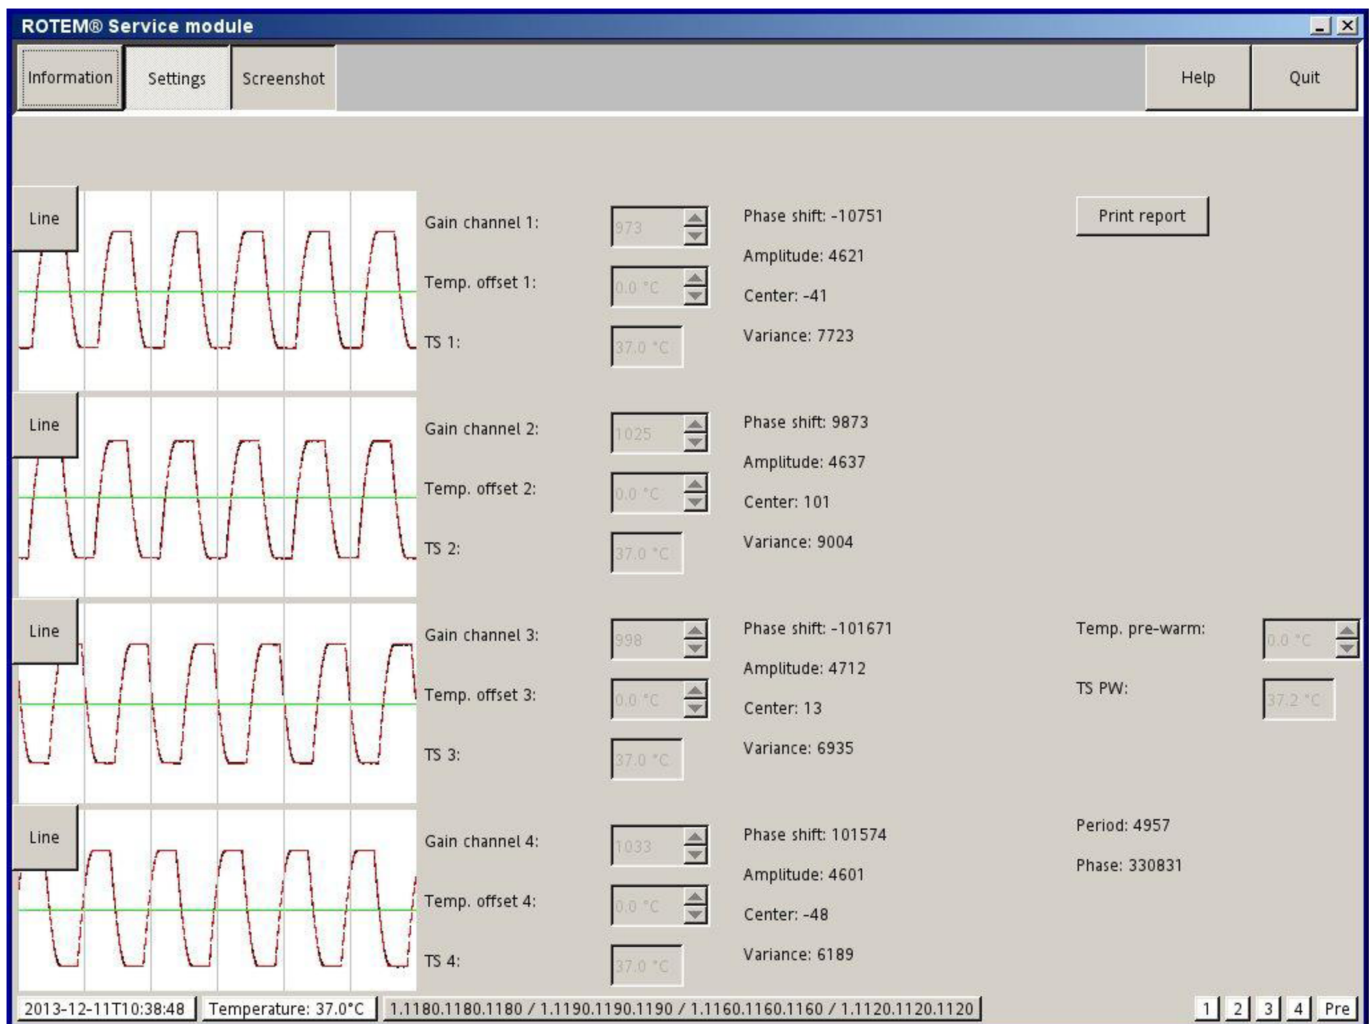 ROTEM® Service module
Information
Settings
Screenshot
Help
Quit
Line
Gain channel 1:
973
Phase shift: -10751
Print report
Amplitude: 4621
Temp. offset 1:
0.0 °C
Center: -41
TS 1:
37.0 °C
Variance: 7723
Line
Gain channel 2:
1025
Phase shift: 9873
Amplitude: 4637
Temp. offset 2:
0.0 °C
Center: 101
TS 2:
37.0 °C
Variance: 9004
Line
Gain channel 3:
998
Phase shift: -101671
Temp. pre-warm:
0.0 °C
Amplitude: 4712
Temp. offset 3:
0.0 °C
Center: 13
TS PW:
37.2 °C
TS 3:
37.0 °C
Variance: 6935
Line
Gain channel 4:
1033
Phase shift: 101574
Period: 4957
Amplitude: 4601
Phase: 330831
Temp. offset 4:
0.0 °C
Center: -48
TS 4:
37.0 °C
Variance: 6189
2013-12-11T10:38:48
Temperature: 37.0°C
1.1180.1180.1180 / 1.1190.1190.1190 / 1.1160.1160.1160 / 1.1120.1120.1120
1
2
3
4
Pre